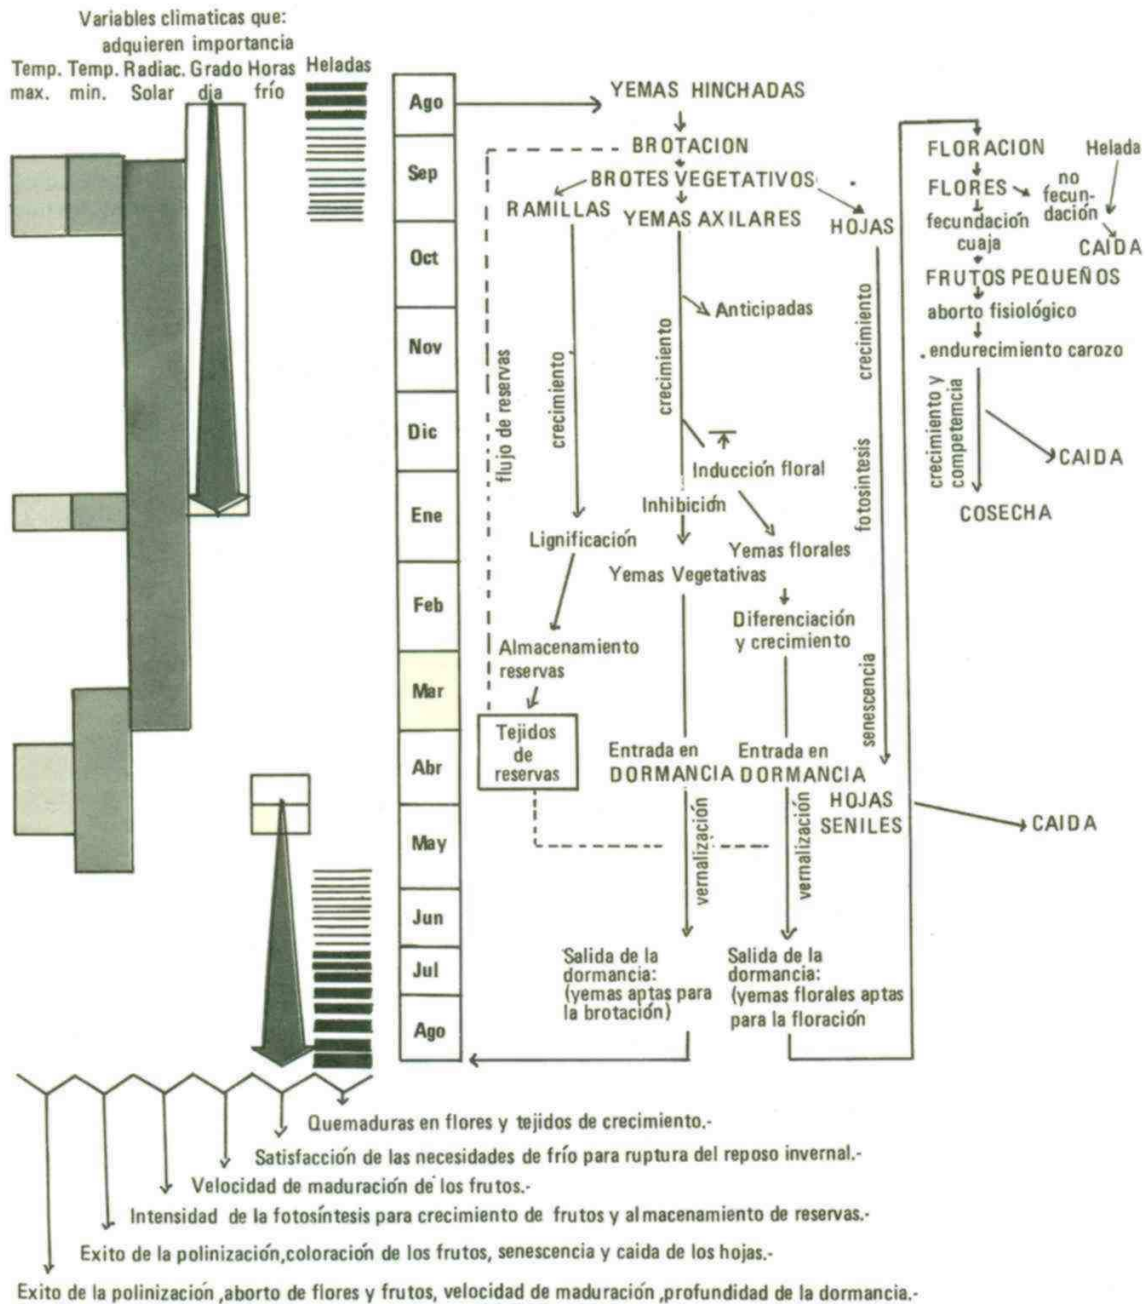 Variables climaticas que:
adquieren importancia
Temp. max.
Temp. min.
Radiac. Solar
Grado dia
Horas frío
Heladas
Ago
Sep
Oct
Nov
Dic
Ene
Feb
Mar
Abr
May
Jun
Jul
Ago
YEMAS HINCHADAS
BROTACION
BROTES VEGETATIVOS
RAMILLAS
YEMAS AXILARES
HOJAS
flujo de reservas
crecimiento
Lignificación
Almacenamiento
reservas
Tejidos
de
reservas
crecimiento
Anticipadas
Inducción floral
Inhibición
Yemas Vegetativas
Yemas florales
Diferenciación
y crecimiento
Entrada en
DORMANCIA
Entrada en
DORMANCIA
vernalización
vernalización
Salida de la
dormancia:
(yemas aptas para
la brotación)
Salida de la
dormancia:
(yemas florales aptas
para la floración
crecimiento
fotosíntesis
senescencia
HOJAS
SENILES
CAIDA
FLORACION
Helada
FLORES
no
fecun-
dación
CAIDA
fecundación
cuaja
FRUTOS PEQUEÑOS
aborto fisiológico
.endurecimiento carozo
crecimiento y
competemcia
CAIDA
COSECHA
Quemaduras en flores y tejidos de crecimiento.-
Satisfacción de las necesidades de frío para ruptura del reposo invernal.-
Velocidad de maduración de los frutos.-
Intensidad de la fotosíntesis para crecimiento de frutos y almacenamiento de reservas.-
Exito de la polinización,coloración de los frutos, senescencia y caida de los hojas.-
Exito de la polinización,aborto de flores y frutos, velocidad de maduración,profundidad de la dormancia.-